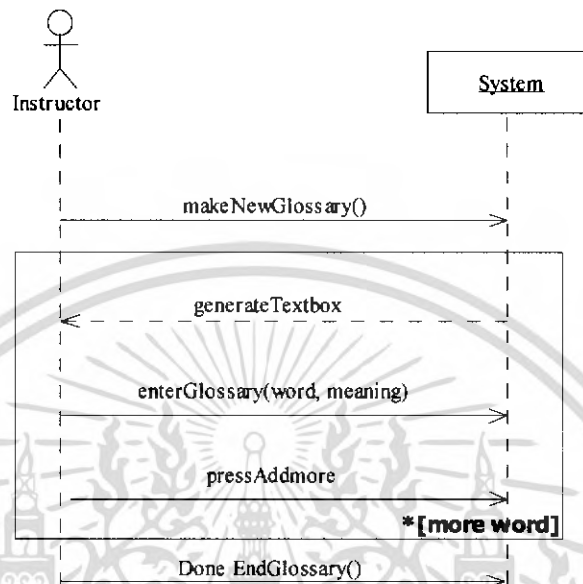 Instructor
System
makeNewGlossary()
generateTextbox
enterGlossary(word, meaning)
pressAddmore
*[more word]
Done EndGlossary()